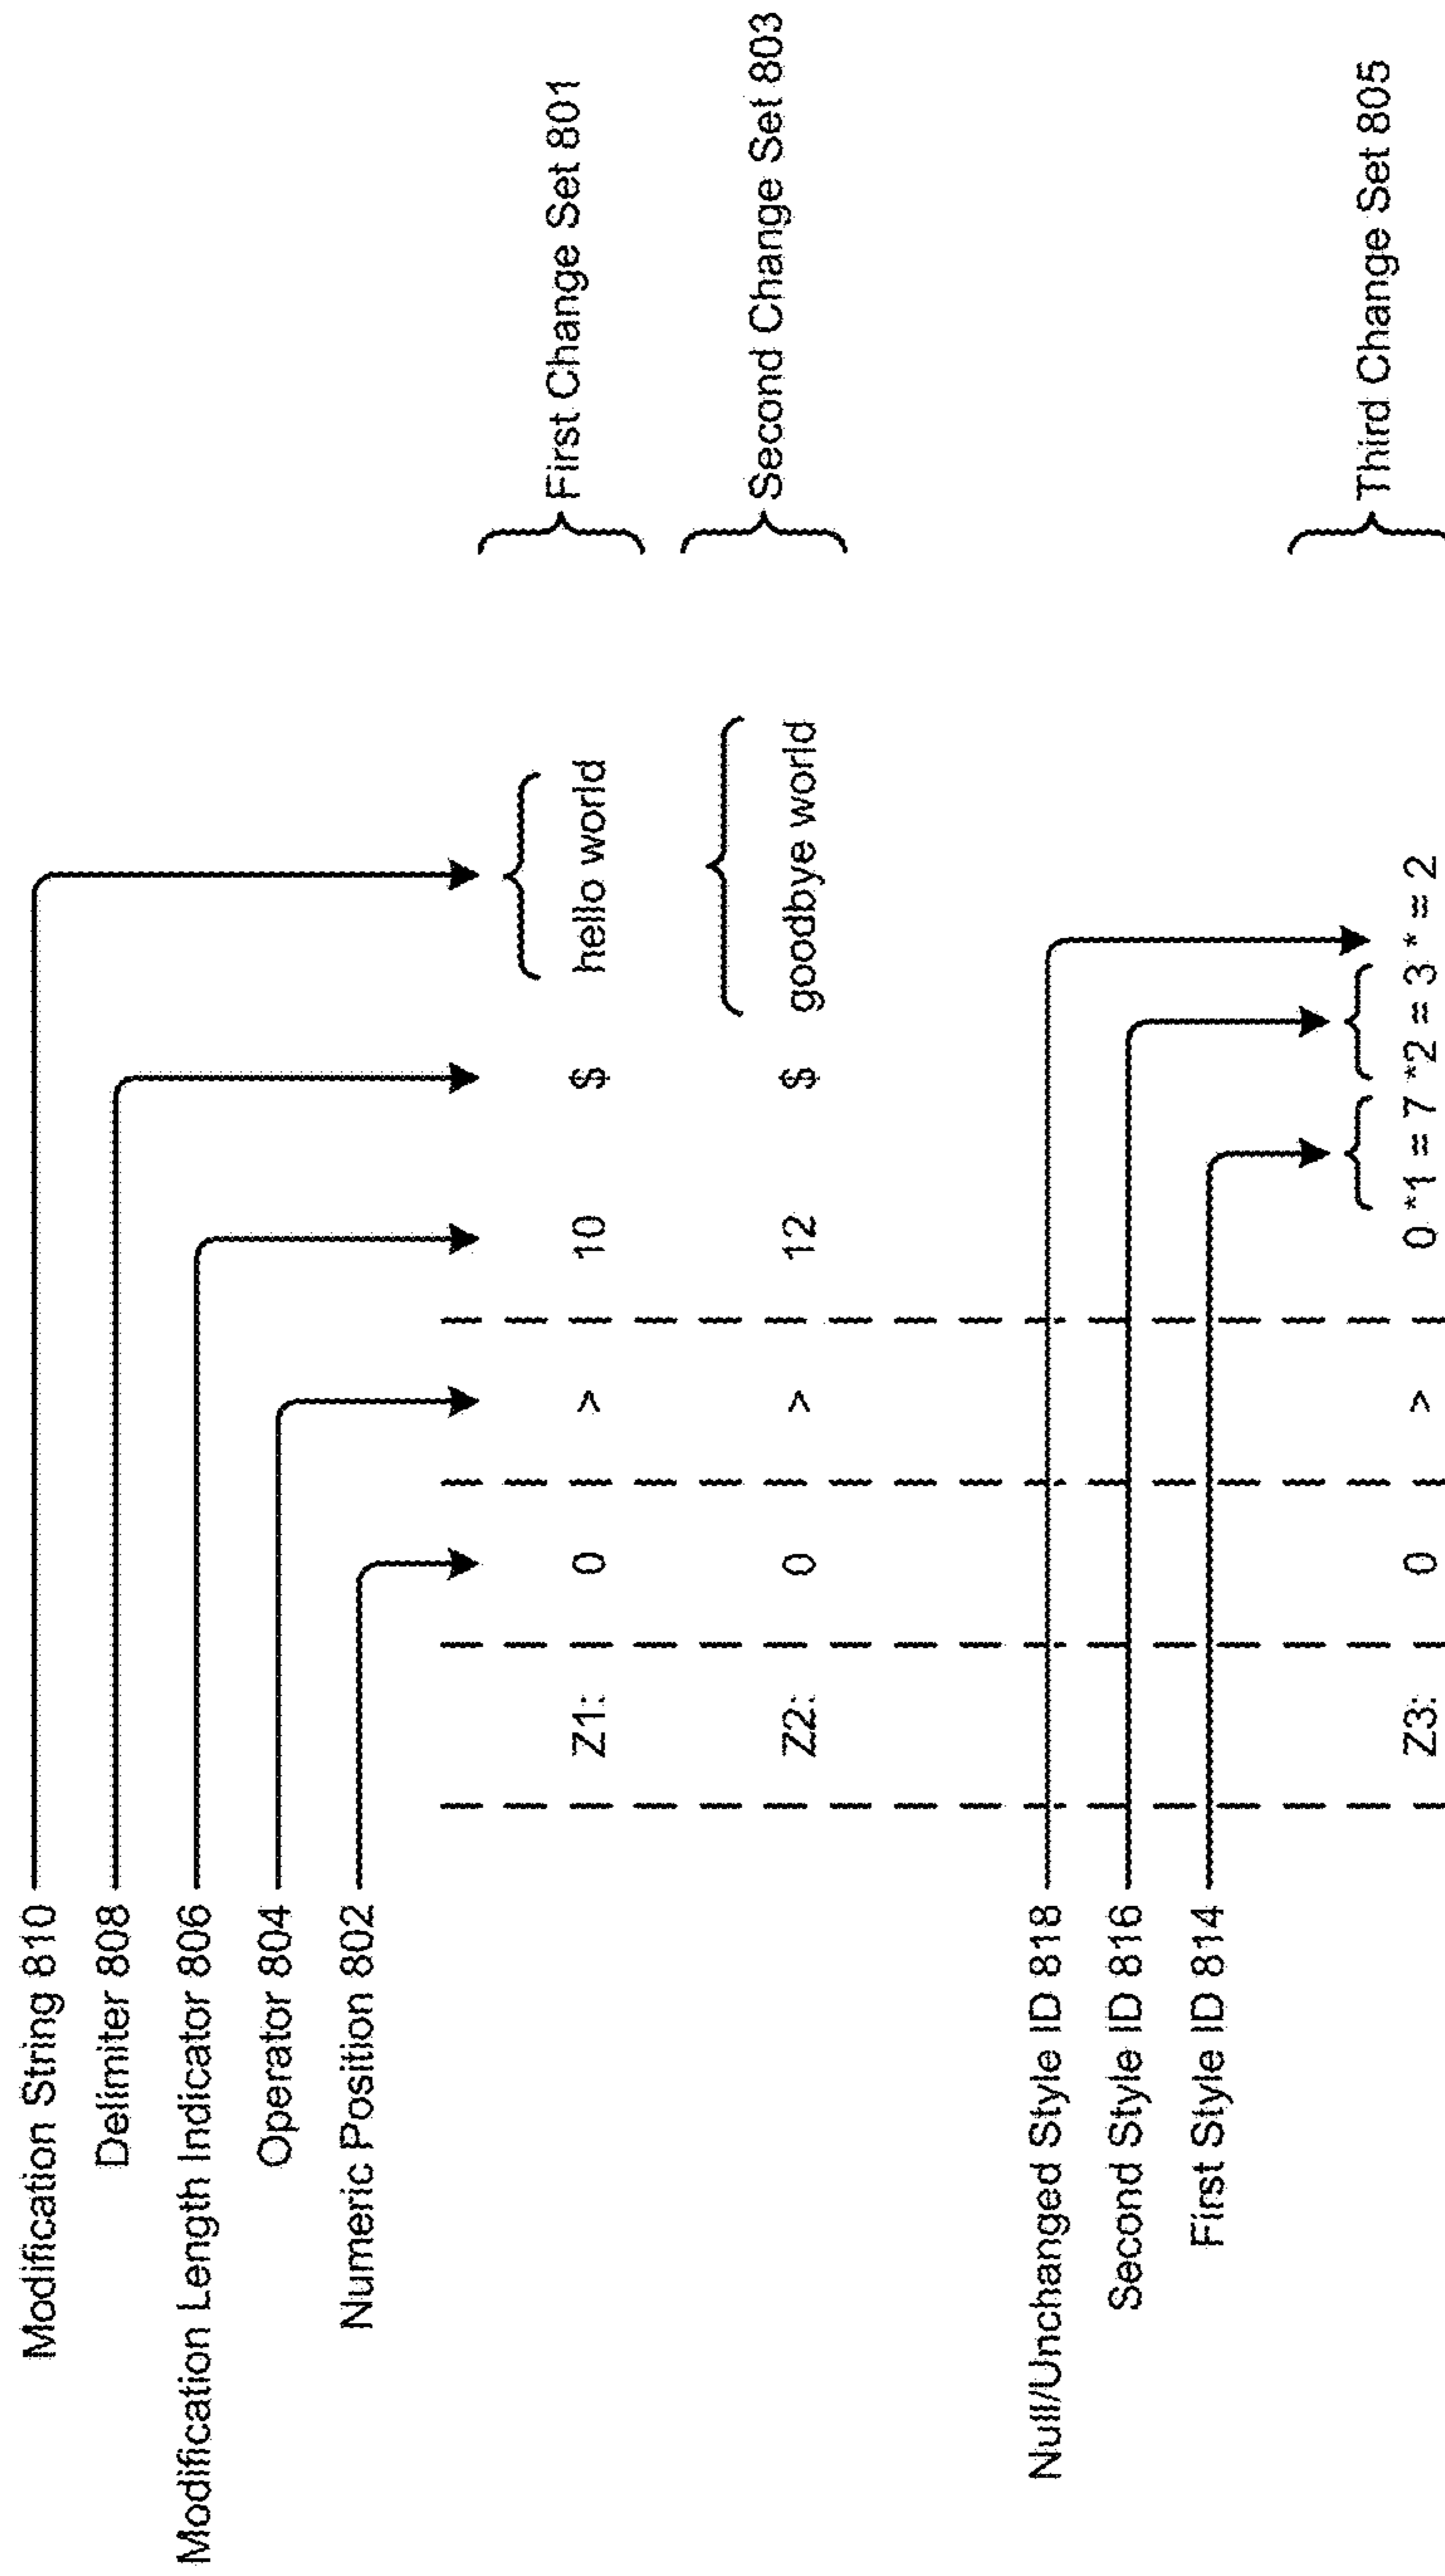 Modification String 810
Delimiter 808
Modification Length Indicator 806
Operator 804
Numeric Position 802
Z1: 0 > 10 $ hello world First Change Set 801
Z2: 0 > 12 $ goodbye world Second Change Set 803
Null/Unchanged Style ID 818
Second Style ID 816
First Style ID 814
Z3: 0 > 0 *1 = 7 *2 = 3 * = 2 Third Change Set 805